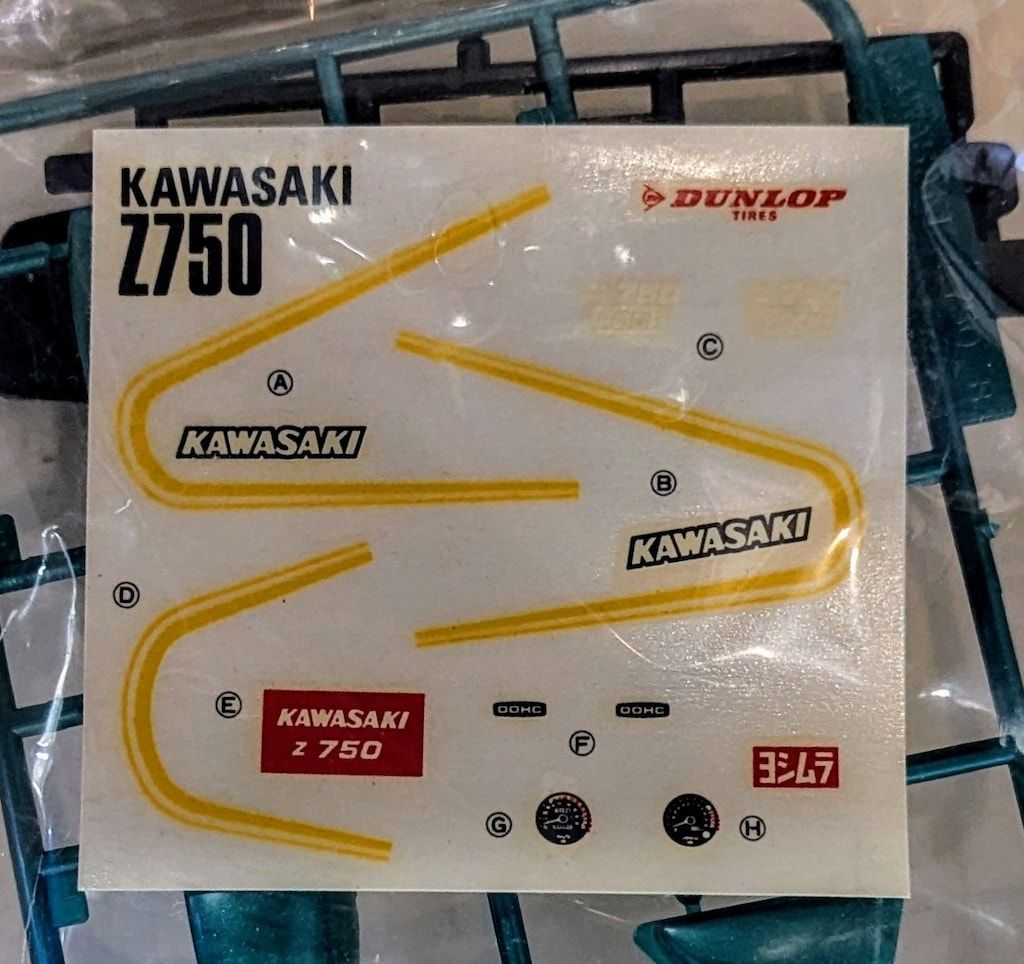 KAWASAKI
Z750
DUNLOP
TIRES
Ⓒ
Ⓐ
KAWASAKI
Ⓑ
KAWASAKI
Ⓓ
Ⓔ
KAWASAKI
Z 750
DOHC
DOHC
Ⓕ
ヨシムラ
Ⓖ
Ⓗ